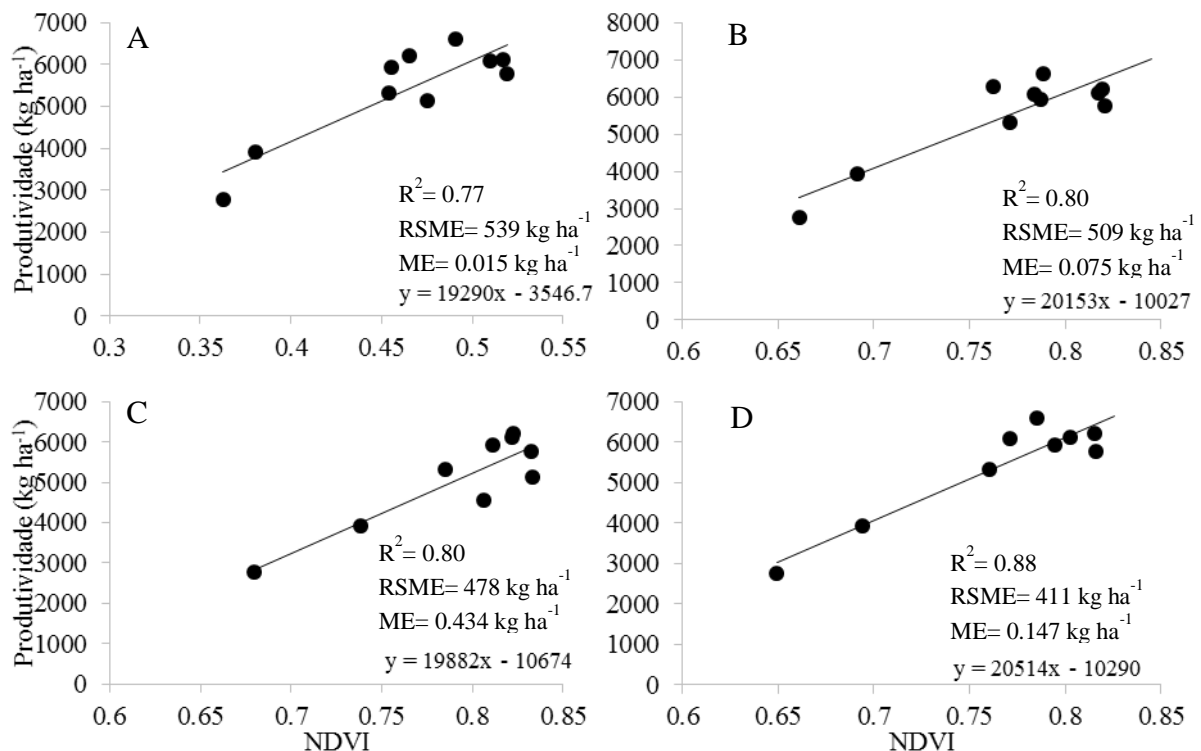 A
Produtividade (kg ha⁻¹)
7000
6000
5000
4000
3000
2000
1000
0
0.3
0.35
0.4
0.45
0.5
0.55
R²= 0.77
RSME= 539 kg ha⁻¹
ME= 0.015 kg ha⁻¹
y = 19290x - 3546.7
B
8000
7000
6000
5000
4000
3000
2000
1000
0
0.6
0.65
0.7
0.75
0.8
0.85
R²= 0.80
RSME= 509 kg ha⁻¹
ME= 0.075 kg ha⁻¹
y = 20153x - 10027
C
Produtividade (kg ha⁻¹)
7000
6000
5000
4000
3000
2000
1000
0
0.6
0.65
0.7
0.75
0.8
0.85
NDVI
R²= 0.80
RSME= 478 kg ha⁻¹
ME= 0.434 kg ha⁻¹
y = 19882x - 10674
D
7000
6000
5000
4000
3000
2000
1000
0
0.6
0.65
0.7
0.75
0.8
0.85
NDVI
R²= 0.88
RSME= 411 kg ha⁻¹
ME= 0.147 kg ha⁻¹
y = 20514x - 10290